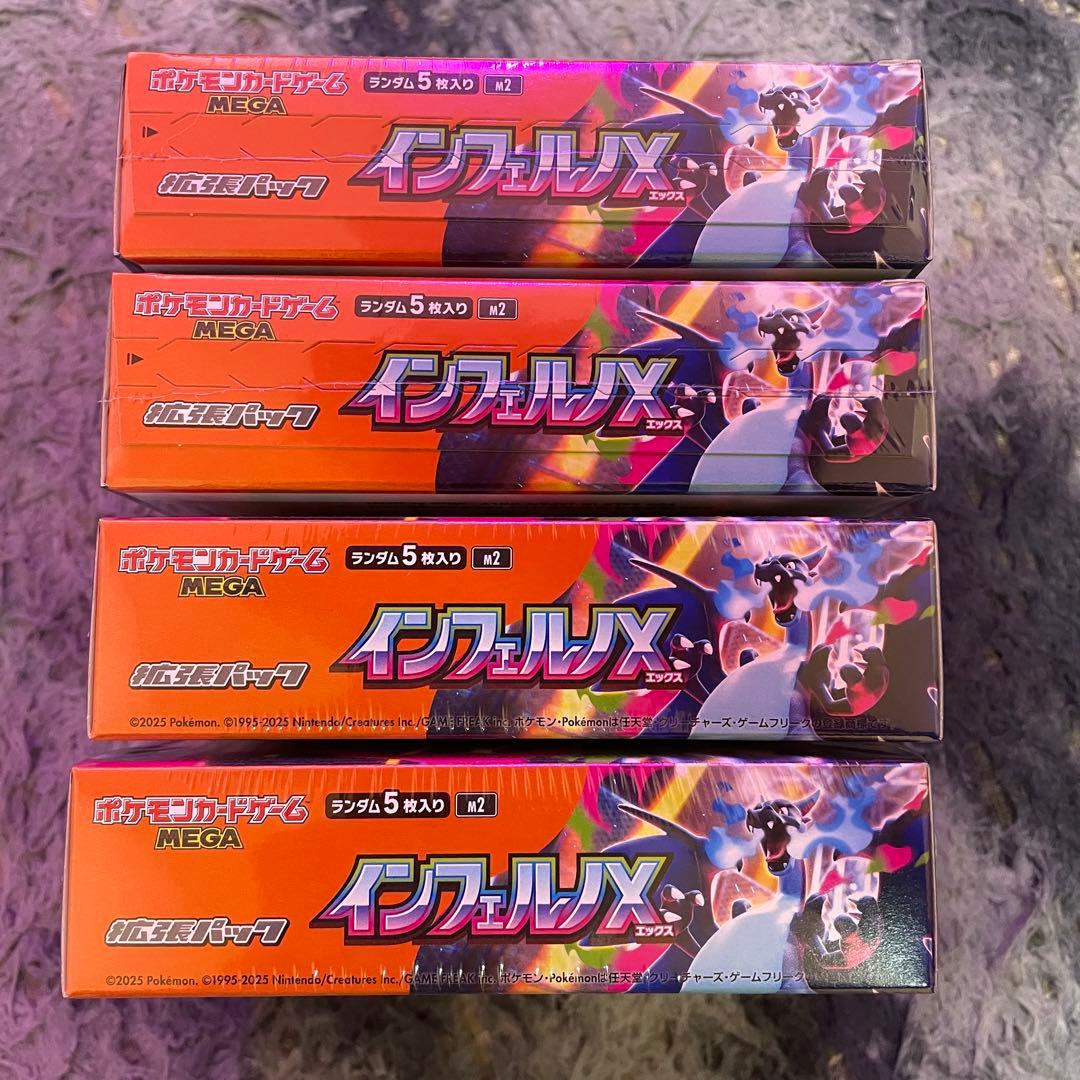 ポケモンカードゲーム ランダム5枚入り M2
MEGA
インフェルノX
エックス
拡張パック
ポケモンカードゲーム ランダム5枚入り M2
MEGA
インフェルノX
エックス
拡張パック
ポケモンカードゲーム ランダム5枚入り M2
MEGA
インフェルノX
エックス
拡張パック
©2025 Pokémon. ©1995-2025 Nintendo/Creatures Inc./GAME FREAK inc. ポケモン・Pokémonは任天堂・クリーチャーズ・ゲームフリークの登録商標です。
ポケモンカードゲーム ランダム5枚入り M2
MEGA
インフェルノX
エックス
拡張パック
©2025 Pokémon. ©1995-2025 Nintendo/Creatures Inc./GAME FREAK inc. ポケモン・Pokémonは任天堂・クリーチャーズ・ゲームフリーク